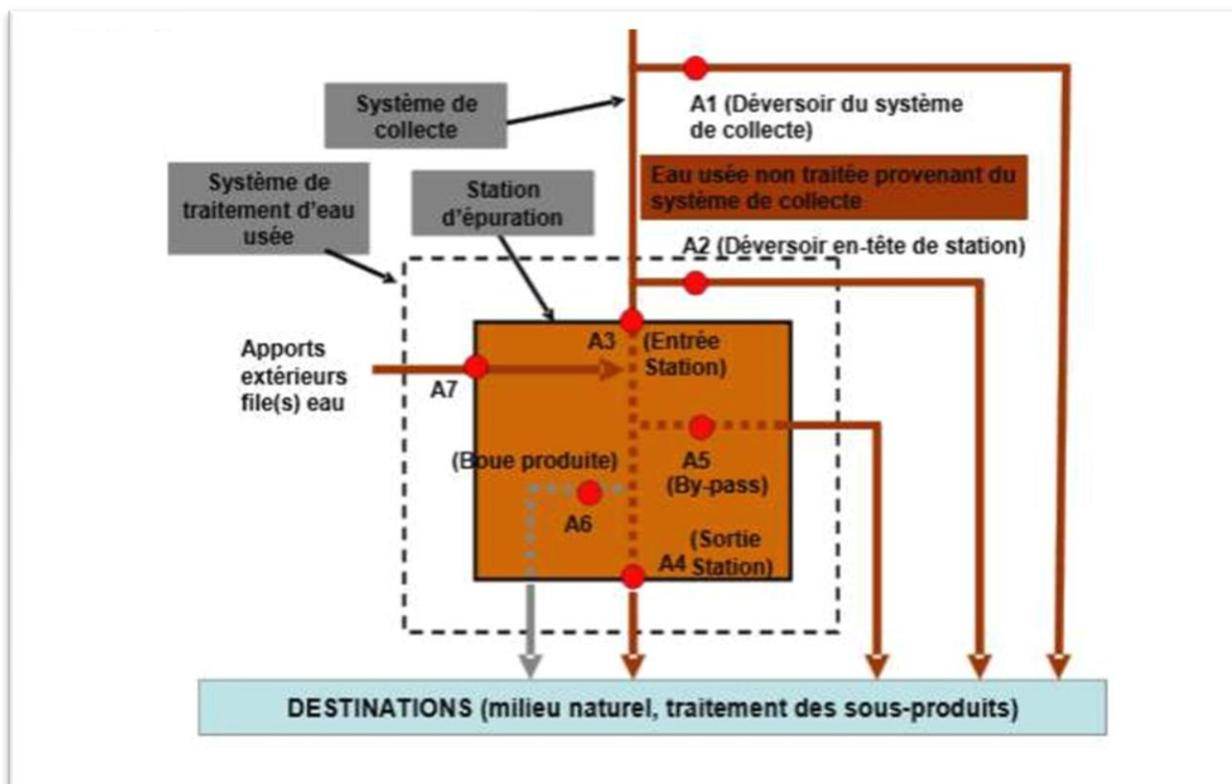 A1 (Déversoir du système
de collecte)
Système de
collecte
Eau usée non traitée provenant du
système de collecte
Système de
traitement d'eau
usée
Station
d'épuration
A2 (Déversoir en-tête de station)
A3 (Entrée
Station)
Apports
extérieurs
file(s) eau
A7
(Boue produite)
A6
A5
(By-pass)
(Sortie
A4 Station)
DESTINATIONS (milieu naturel, traitement des sous-produits)